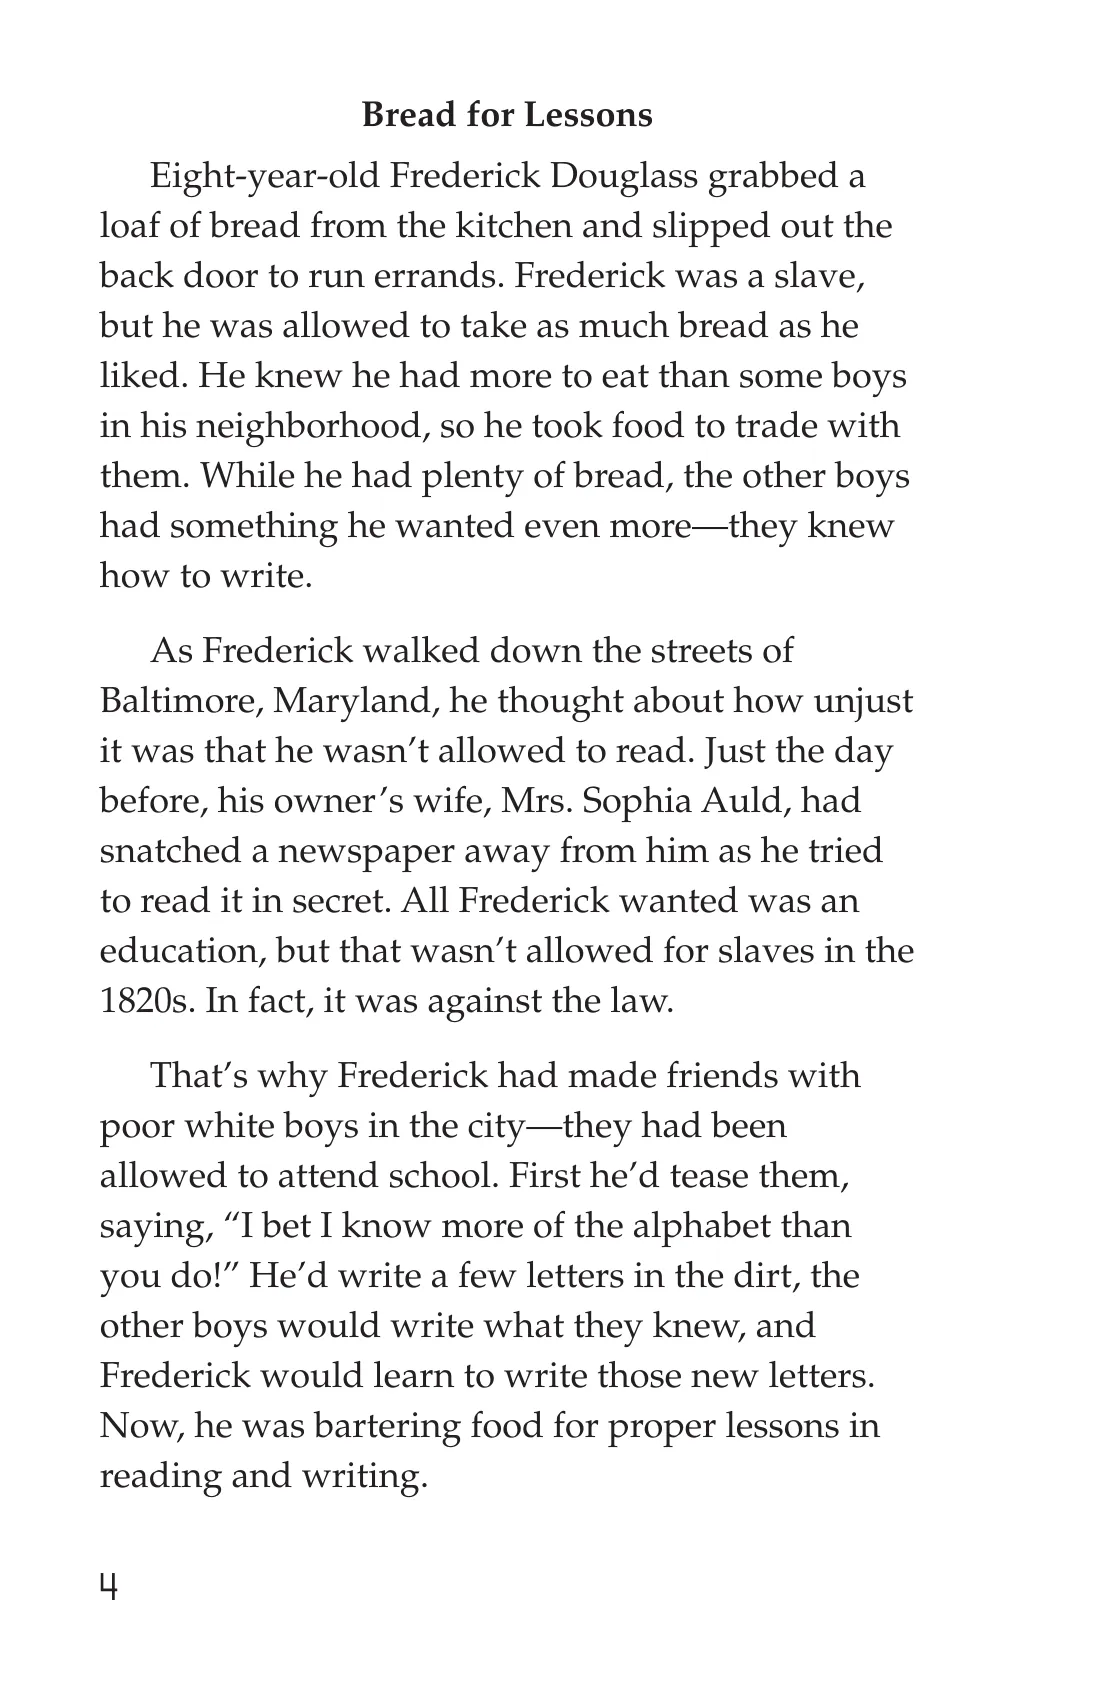 Bread for Lessons
Eight-year-old Frederick Douglass grabbed a
loaf of bread from the kitchen and slipped out the
back door to run errands. Frederick was a slave,
but he was allowed to take as much bread as he
liked. He knew he had more to eat than some boys
in his neighborhood, so he took food to trade with
them. While he had plenty of bread, the other boys
had something he wanted even more—they knew
how to write.
As Frederick walked down the streets of
Baltimore, Maryland, he thought about how unjust
it was that he wasn’t allowed to read. Just the day
before, his owner’s wife, Mrs. Sophia Auld, had
snatched a newspaper away from him as he tried
to read it in secret. All Frederick wanted was an
education, but that wasn’t allowed for slaves in the
1820s. In fact, it was against the law.
That’s why Frederick had made friends with
poor white boys in the city—they had been
allowed to attend school. First he’d tease them,
saying, “I bet I know more of the alphabet than
you do!” He’d write a few letters in the dirt, the
other boys would write what they knew, and
Frederick would learn to write those new letters.
Now, he was bartering food for proper lessons in
reading and writing.
4